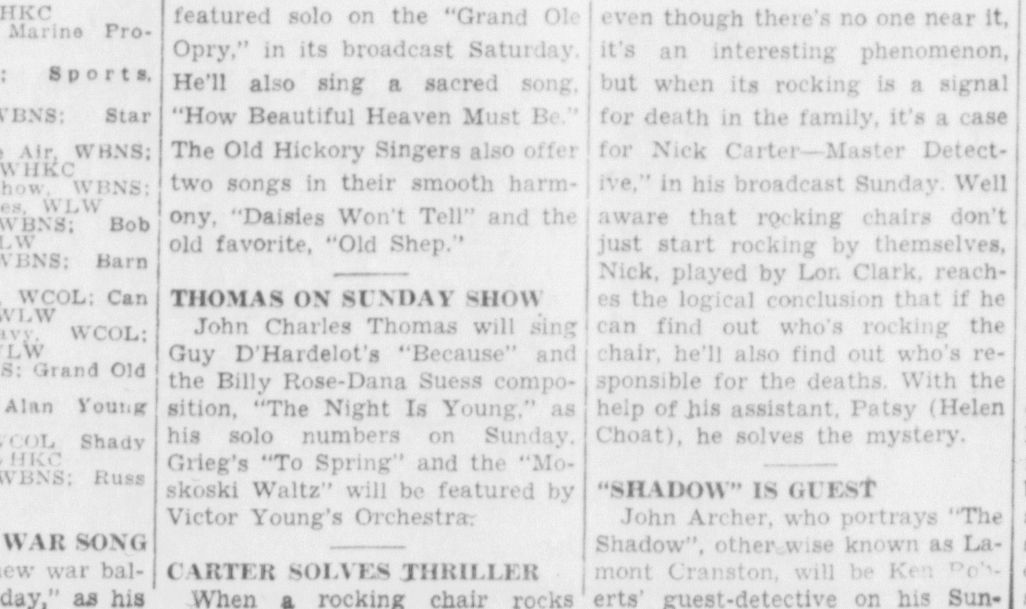 HKC
Marine Pro-
; Sports,
WBNS; Star
e Air, WBNS;
WHKC
how, WBNS;
es, WLW
WBNS; Bob
LW
WBNS; Barn
, WCOL; Can
WLW
avy, WCOL;
LW
S; Grand Old
Alan Young
WCOL Shady
HKC
WBNS; Russ
WAR SONG
new war bal-
day," as his
featured solo on the "Grand Ole
Opry," in its broadcast Saturday.
He'll also sing a sacred song,
"How Beautiful Heaven Must Be."
The Old Hickory Singers also offer
two songs in their smooth harm-
ony, "Daisies Won't Tell" and the
old favorite, "Old Shep."
THOMAS ON SUNDAY SHOW
John Charles Thomas will sing
Guy D'Hardelot's "Because" and
the Billy Rose-Dana Suess compo-
sition, "The Night Is Young," as
his solo numbers on Sunday.
Grieg's "To Spring" and the "Mo-
skoski Waltz" will be featured by
Victor Young's Orchestra.
CARTER SOLVES THRILLER
When a rocking chair rocks
even though there's no one near it,
it's an interesting phenomenon,
but when its rocking is a signal
for death in the family, it's a case
for Nick Carter—Master Detect-
ive," in his broadcast Sunday. Well
aware that rocking chairs don't
just start rocking by themselves,
Nick, played by Lon Clark, reach-
es the logical conclusion that if he
can find out who's rocking the
chair, he'll also find out who's re-
sponsible for the deaths. With the
help of his assistant, Patsy (Helen
Choat), he solves the mystery.
"SHADOW" IS GUEST
John Archer, who portrays "The
Shadow", otherwise known as La-
mont Cranston, will be Ken Rob-
erts' guest-detective on his Sun-